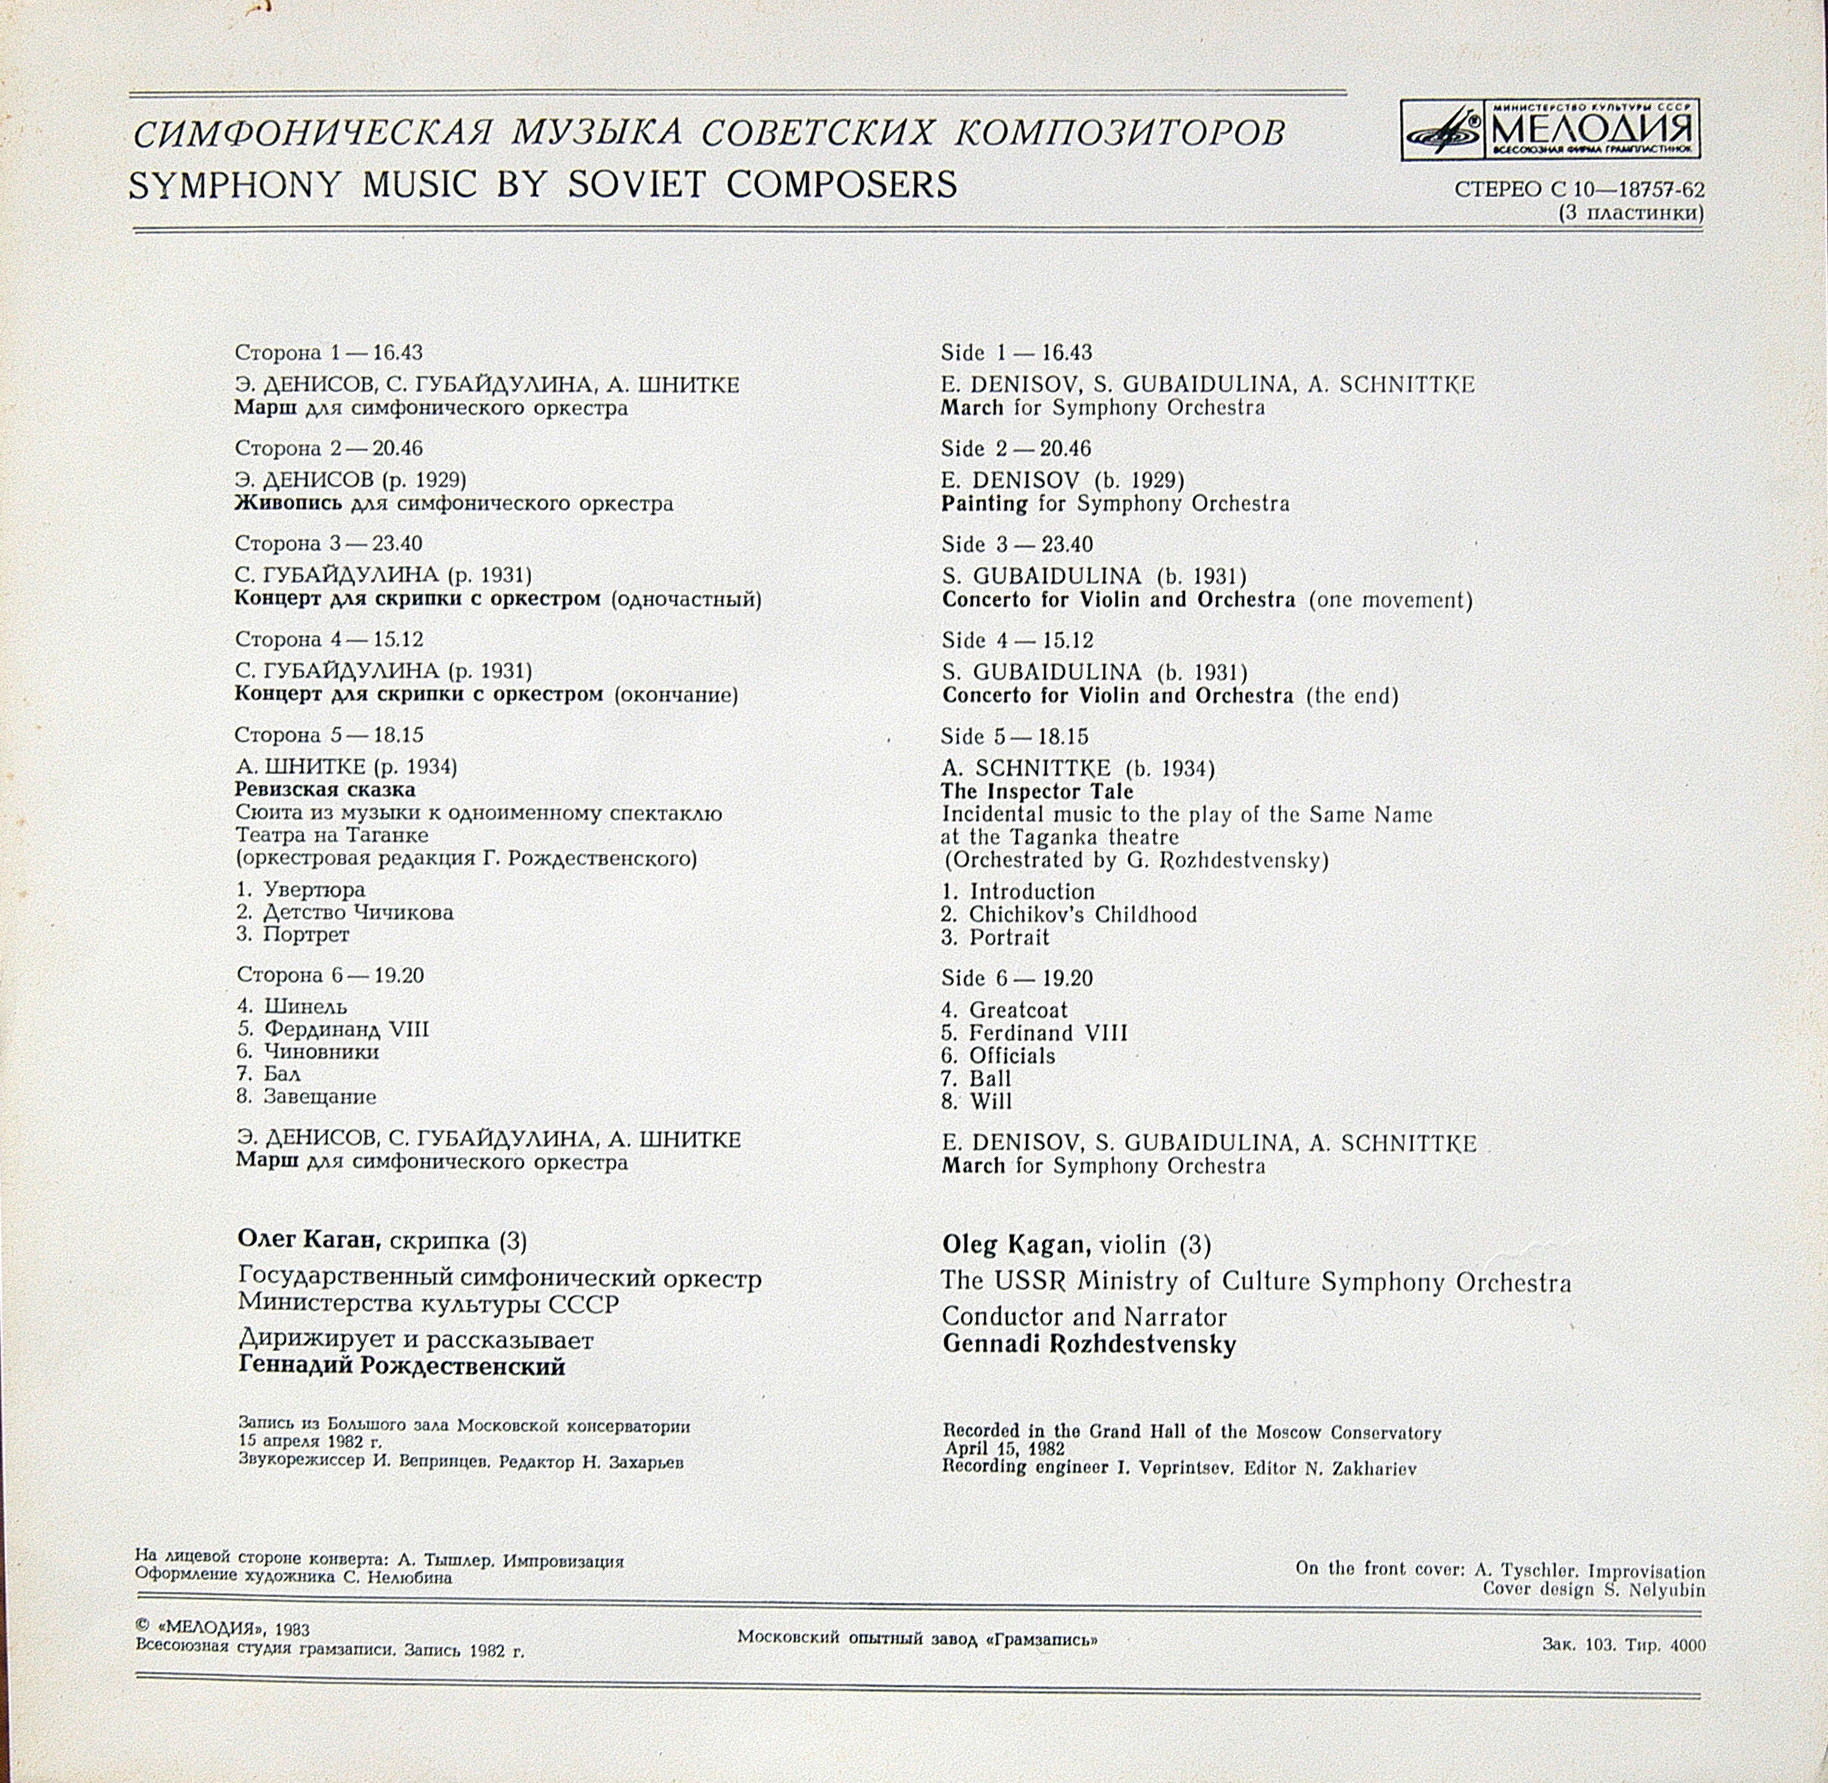 СИМФОНИЧЕСКАЯ МУЗЫКА СОВЕТСКИХ КОМПОЗИТОРОВ
SYMPHONY MUSIC BY SOVIET COMPOSERS
МИНИСТЕРСТВО КУЛЬТУРЫ СССР
МЕЛОДИЯ
ВСЕСОЮЗНАЯ ФИРМА ГРАМПЛАСТИНОК
СТЕРЕО С 10—18757-62
(3 пластинки)
Сторона 1 — 16.43
Э. ДЕНИСОВ, С. ГУБАЙДУЛИНА, А. ШНИТКЕ
Марш для симфонического оркестра
Сторона 2 — 20.46
Э. ДЕНИСОВ (р. 1929)
Живопись для симфонического оркестра
Сторона 3 — 23.40
С. ГУБАЙДУЛИНА (р. 1931)
Концерт для скрипки с оркестром (одночастный)
Сторона 4 — 15.12
С. ГУБАЙДУЛИНА (р. 1931)
Концерт для скрипки с оркестром (окончание)
Сторона 5 — 18.15
А. ШНИТКЕ (р. 1934)
Ревизская сказка
Сюита из музыки к одноименному спектаклю
Театра на Таганке
(оркестровая редакция Г. Рождественского)
1. Увертюра
2. Детство Чичикова
3. Портрет
Сторона 6 — 19.20
4. Шинель
5. Фердинанд VIII
6. Чиновники
7. Бал
8. Завещание
Э. ДЕНИСОВ, С. ГУБАЙДУЛИНА, А. ШНИТКЕ
Марш для симфонического оркестра
Олег Каган, скрипка (3)
Государственный симфонический оркестр
Министерства культуры СССР
Дирижирует и рассказывает
Геннадий Рождественский
Запись из Большого зала Московской консерватории
15 апреля 1982 г.
Звукорежиссер И. Вепринцев. Редактор Н. Захарьев
Side 1 — 16.43
E. DENISOV, S. GUBAIDULINA, A. SCHNITTKE
March for Symphony Orchestra
Side 2 — 20.46
E. DENISOV (b. 1929)
Painting for Symphony Orchestra
Side 3 — 23.40
S. GUBAIDULINA (b. 1931)
Concerto for Violin and Orchestra (one movement)
Side 4 — 15.12
S. GUBAIDULINA (b. 1931)
Concerto for Violin and Orchestra (the end)
Side 5 — 18.15
A. SCHNITTKE (b. 1934)
The Inspector Tale
Incidental music to the play of the Same Name
at the Taganka theatre
(Orchestrated by G. Rozhdestvensky)
1. Introduction
2. Chichikov's Childhood
3. Portrait
Side 6 — 19.20
4. Greatcoat
5. Ferdinand VIII
6. Officials
7. Ball
8. Will
E. DENISOV, S. GUBAIDULINA, A. SCHNITTKE
March for Symphony Orchestra
Oleg Kagan, violin (3)
The USSR Ministry of Culture Symphony Orchestra
Conductor and Narrator
Gennadi Rozhdestvensky
Recorded in the Grand Hall of the Moscow Conservatory
April 15, 1982
Recording engineer I. Veprintsev. Editor N. Zakhariev
На лицевой стороне конверта: А. Тышлер. Импровизация
Оформление художника С. Нелюбина
On the front cover: A. Tyschler. Improvisation
Cover design S. Nelyubin
© «МЕЛОДИЯ», 1983
Всесоюзная студия грамзаписи. Запись 1982 г.
Московский опытный завод «Грамзапись»
Зак. 103. Тир. 4000